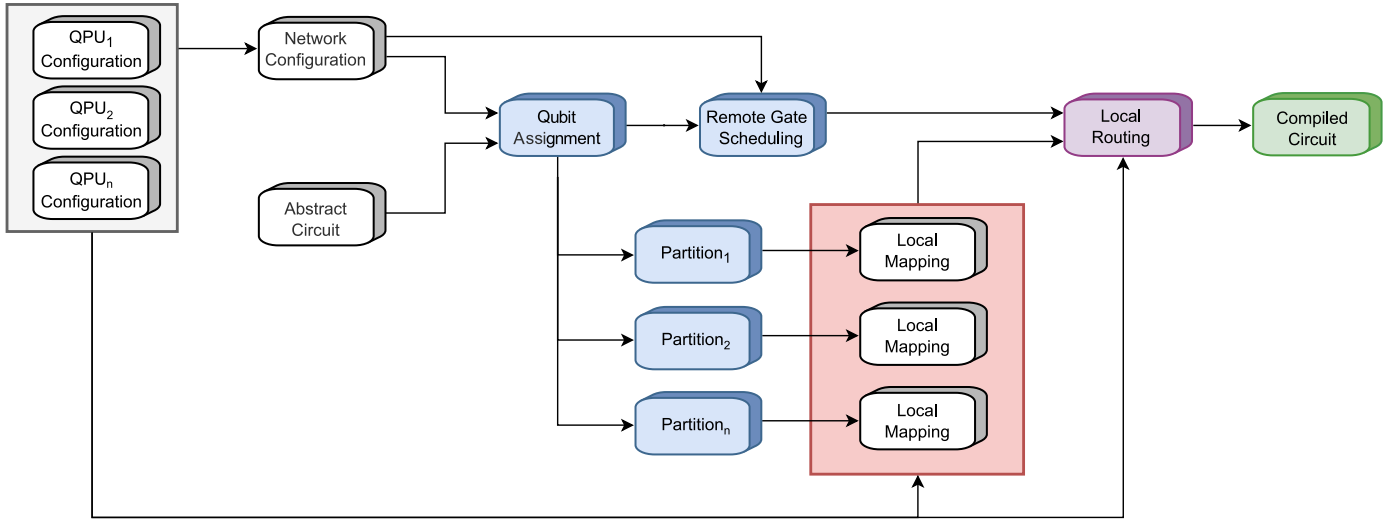 QPU₁
Configuration
QPU₂
Configuration
QPUₙ
Configuration
Network
Configuration
Abstract
Circuit
Qubit
Assignment
Remote Gate
Scheduling
Partition₁
Partition₂
Partitionₙ
Local
Mapping
Local
Mapping
Local
Mapping
Local
Routing
Compiled
Circuit